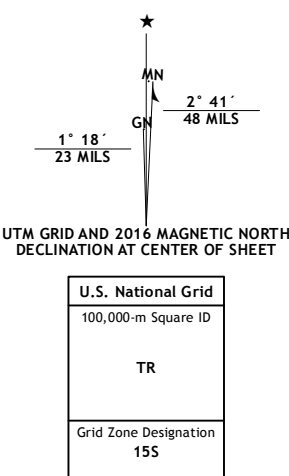 MN
GN
2° 41´
48 MILS
1° 18´
23 MILS
UTM GRID AND 2016 MAGNETIC NORTH
DECLINATION AT CENTER OF SHEET
U.S. National Grid
100,000-m Square ID
TR
Grid Zone Designation
15S